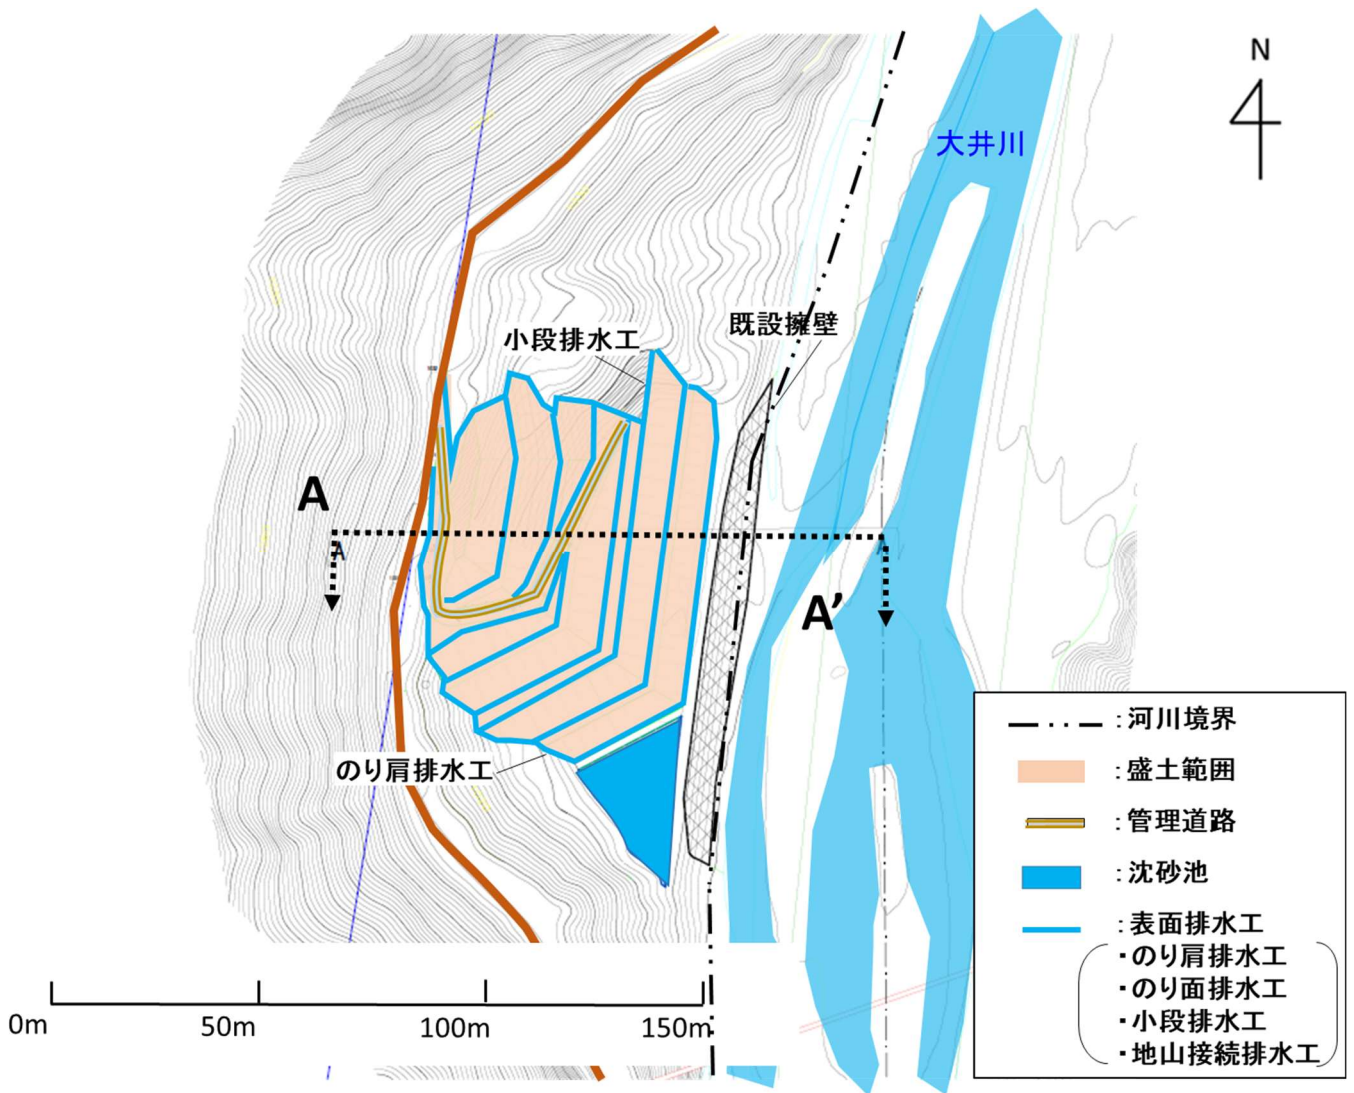 N
大井川
既設擁壁
小段排水工
A
A
A
A’
のり肩排水工
:河川境界
:盛土範囲
:管理道路
:沈砂池
:表面排水工
・のり肩排水工
・のり面排水工
・小段排水工
・地山接続排水工
0m 50m 100m 150m